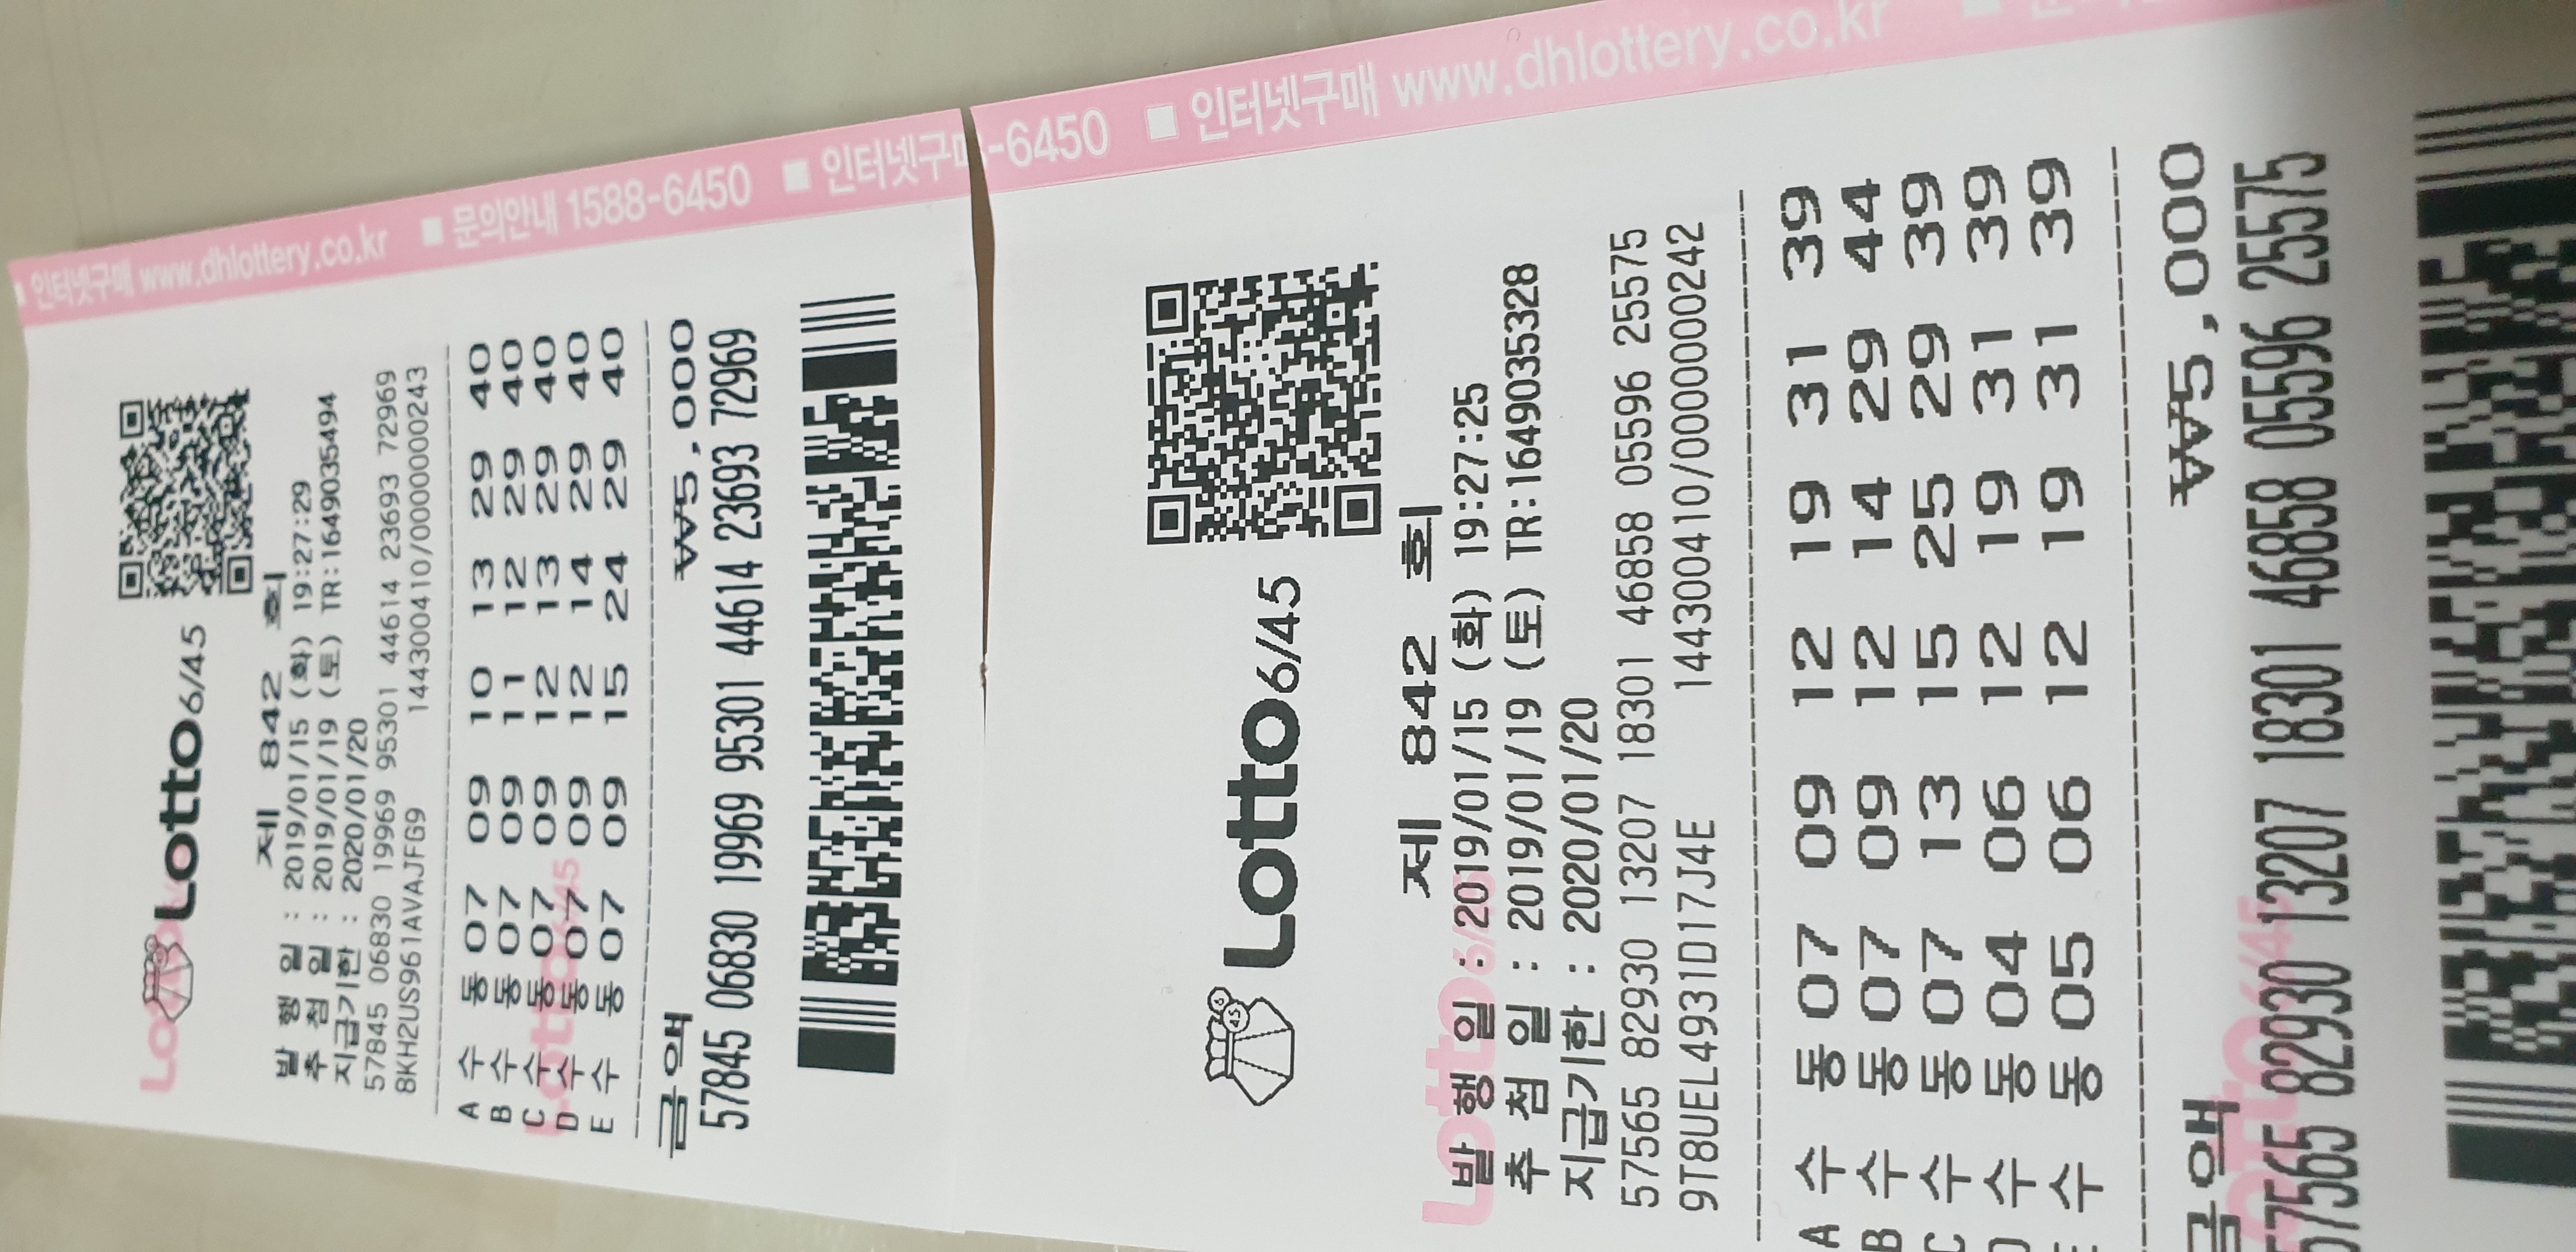 인터넷구매 www.dhlottery.co.kr ■ 문의안내 1588-6450 ■ 인터넷구매
Lotto6/45
제 842 회
발 행 일 : 2019/01/15 (화) 19:27:29
추 첨 일 : 2019/01/19 (토) TR:1649035494
지급기한 : 2020/01/20
57845 06830 19969 95301 44614 23693 72969
8KH2US961AVAJFG9 144300410/0000000243
A 수 동 07 09 10 13 29 40
B 수 동 07 09 11 12 29 40
C 수 동 07 09 12 13 29 40
D 수 동 07 09 12 14 29 40
E 수 동 07 09 15 24 29 40
금액 ₩5,000
57845 06830 19969 95301 44614 23693 72969
Lotto6/45
-6450 ■ 인터넷구매 www.dhlottery.co.kr ■
Lotto6/45
제 842 회
발 행 일 : 2019/01/15 (화) 19:27:25
추 첨 일 : 2019/01/19 (토) TR:1649035328
지급기한 : 2020/01/20
57565 82930 13207 18301 46858 05596 25575
9T8UEL4931D17J4E 144300410/0000000242
A 수 동 07 09 12 19 31 39
B 수 동 07 09 12 14 29 44
C 수 동 07 13 15 25 29 39
D 수 동 04 06 12 19 31 39
E 수 동 05 06 12 19 31 39
금액 ₩5,000
57565 82930 13207 18301 46858 05596 25575
Lotto6/45